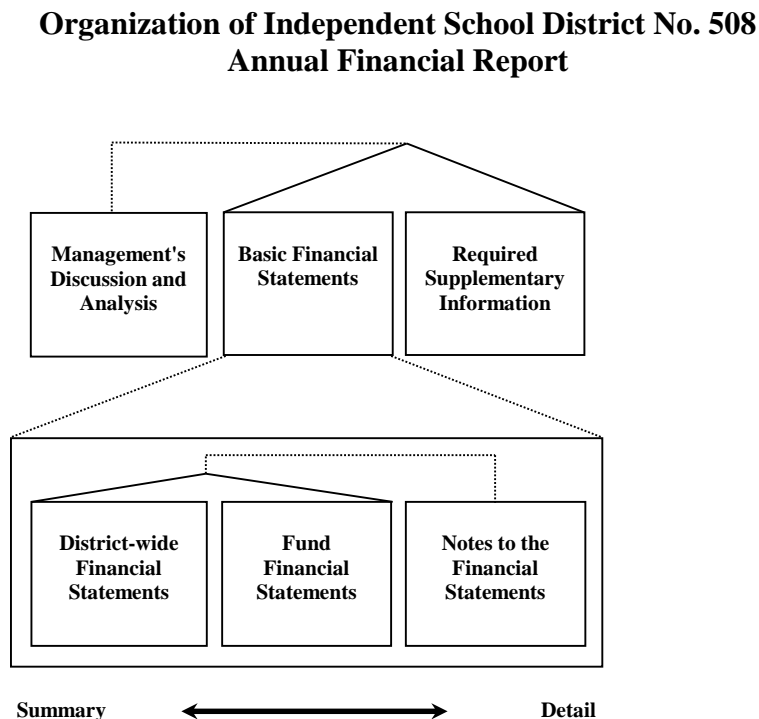 Organization of Independent School District No. 508
Annual Financial Report
Management's
Discussion and
Analysis
Basic Financial
Statements
Required
Supplementary
Information
District-wide
Financial
Statements
Fund
Financial
Statements
Notes to the
Financial
Statements
Summary
Detail